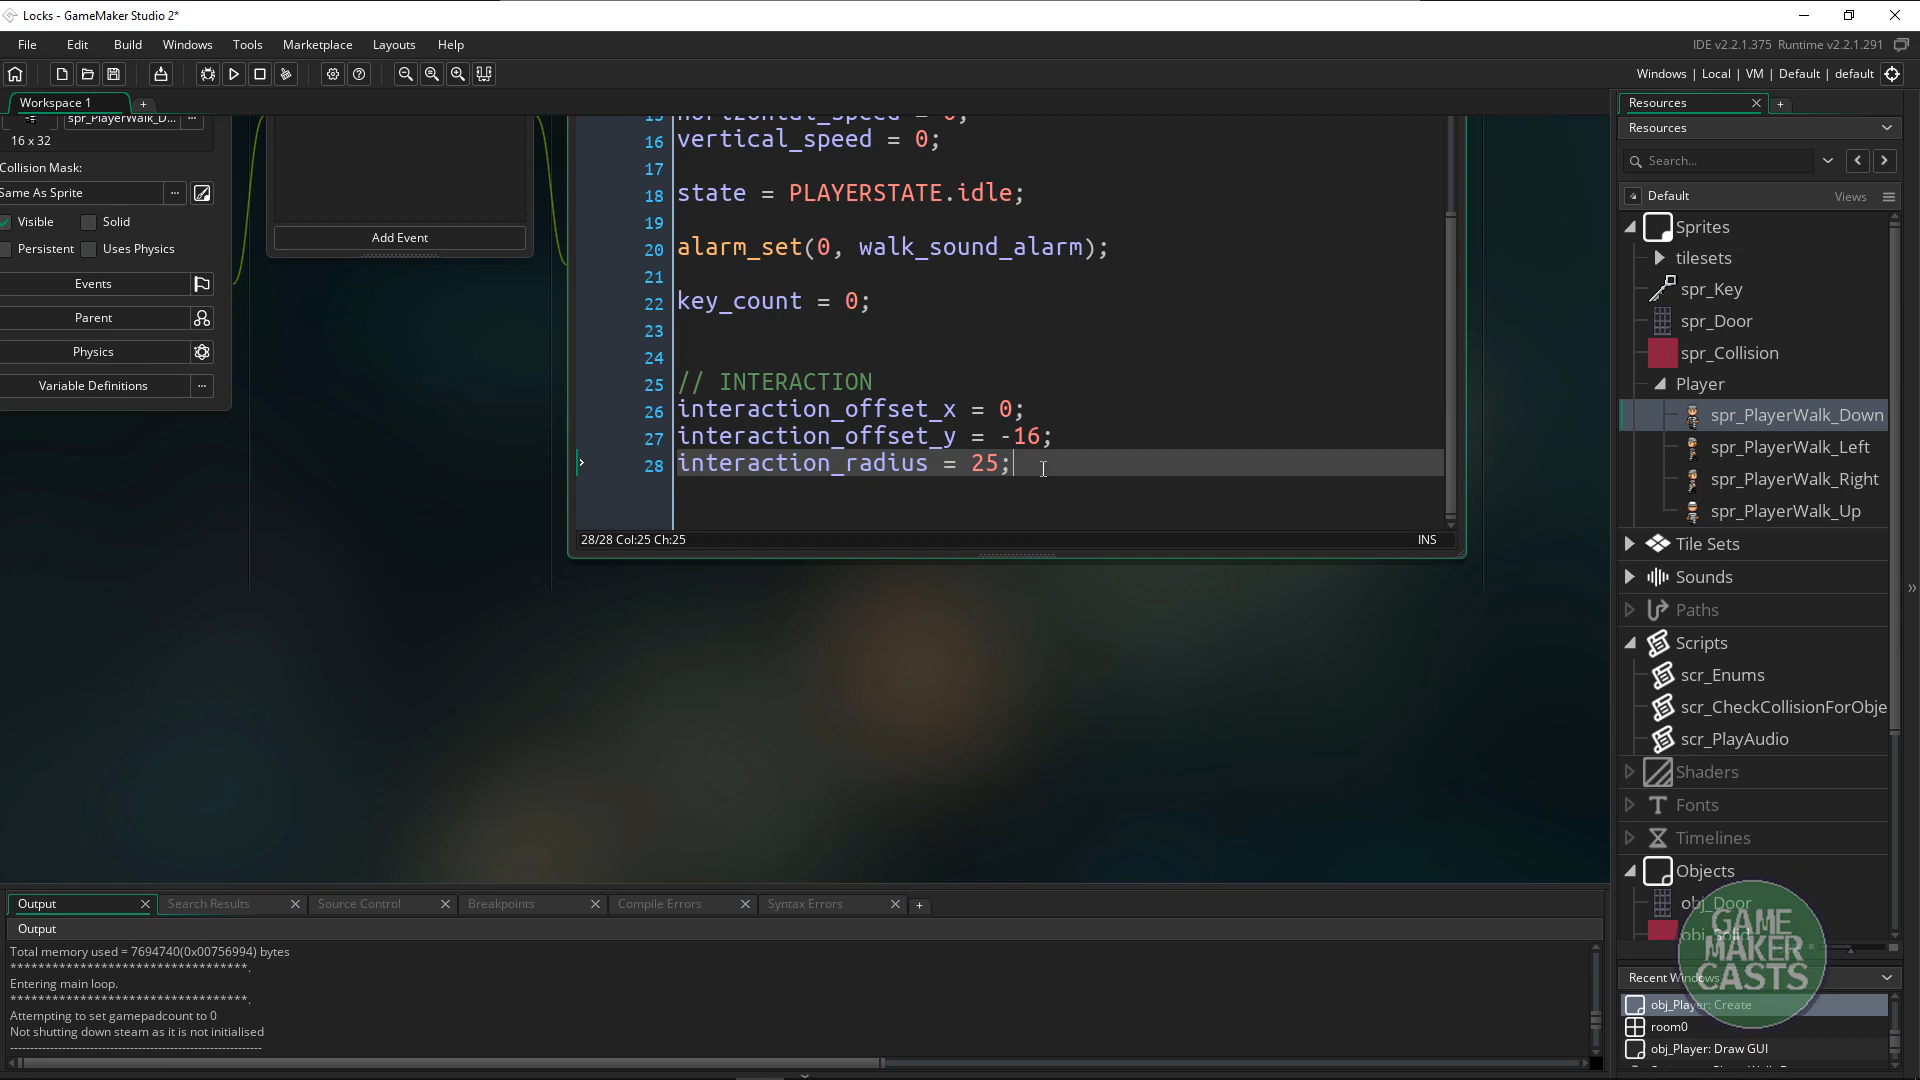 Locks - GameMaker Studio 2*
File Edit Build Windows Tools Marketplace Layouts Help
IDE v2.2.1.375 Runtime v2.2.1.291
Windows | Local | VM | Default | default
Workspace 1
spr_PlayerWalk_D...
16 x 32
Collision Mask:
Same As Sprite
Visible Solid
Persistent Uses Physics
Events
Parent
Physics
Variable Definitions
Add Event
15 horizontal_speed = 0;
16 vertical_speed = 0;
17
18 state = PLAYERSTATE.idle;
19
20 alarm_set(0, walk_sound_alarm);
21
22 key_count = 0;
23
24
25 // INTERACTION
26 interaction_offset_x = 0;
27 interaction_offset_y = -16;
28 interaction_radius = 25;
28/28 Col:25 Ch:25 INS
Resources
Resources
Search...
Default Views
Sprites
tilesets
spr_Key
spr_Door
spr_Collision
Player
spr_PlayerWalk_Down
spr_PlayerWalk_Left
spr_PlayerWalk_Right
spr_PlayerWalk_Up
Tile Sets
Sounds
Paths
Scripts
scr_Enums
scr_CheckCollisionForObje
scr_PlayAudio
Shaders
Fonts
Timelines
Objects
obj_Door
obj_Solid
GAME
MAKER
CASTS
Recent Windows
obj_Player: Create
room0
obj_Player: Draw GUI
Output Search Results Source Control Breakpoints Compile Errors Syntax Errors
Output
Total memory used = 7694740(0x00756994) bytes
**********************************.
Entering main loop.
**********************************.
Attempting to set gamepadcount to 0
Not shutting down steam as it is not initialised